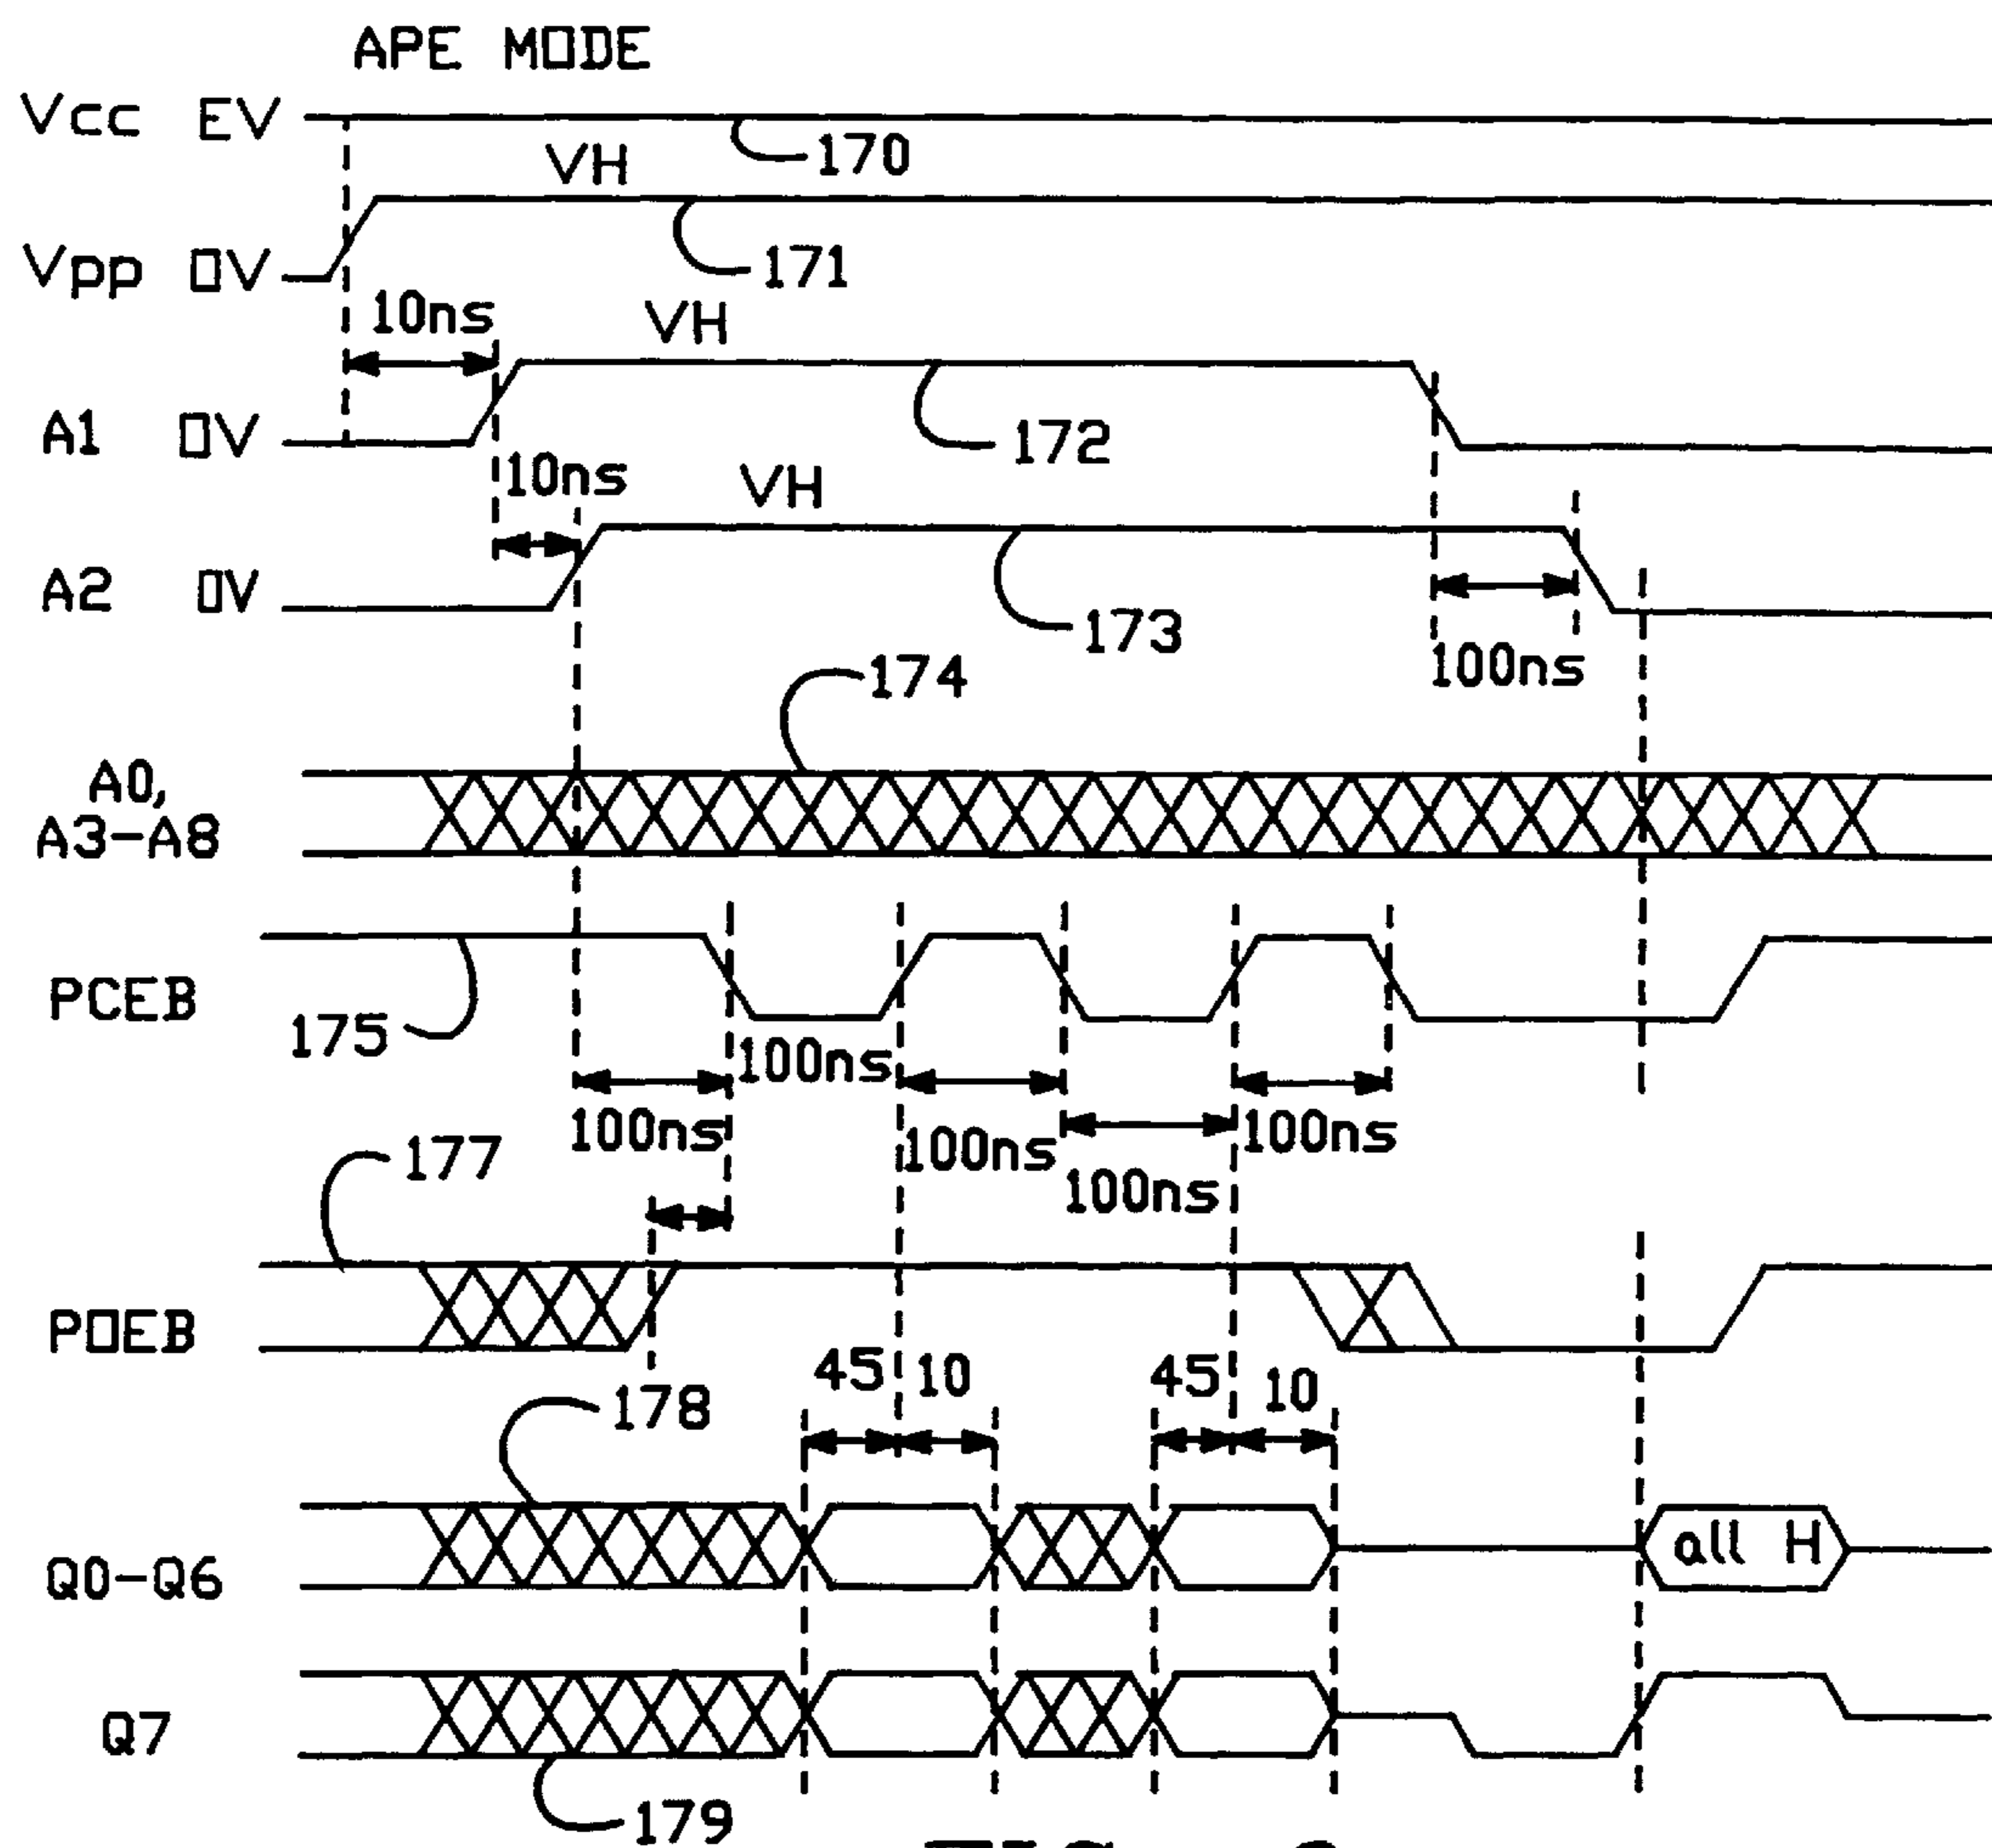 APE MODE
Vcc EV
170
VH
Vpp 0V
171
10ns
VH
A1 0V
172
10ns
VH
A2 0V
173
100ns
174
A0,
A3-A8
PCEB
175
100ns
100ns
100ns
100ns
100ns
177
POEB
45 10
45 10
178
Q0-Q6
all H
Q7
179